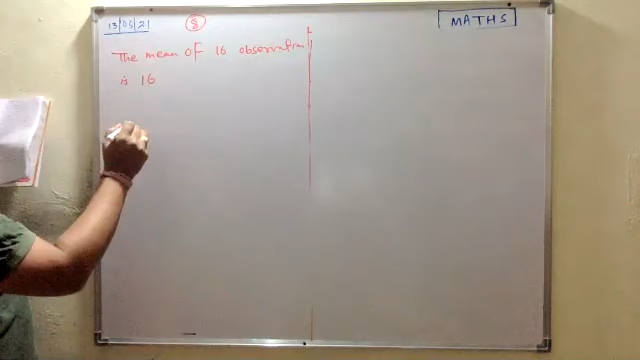 13/05/21
8
MATHS
The mean of 16 observation
is 16